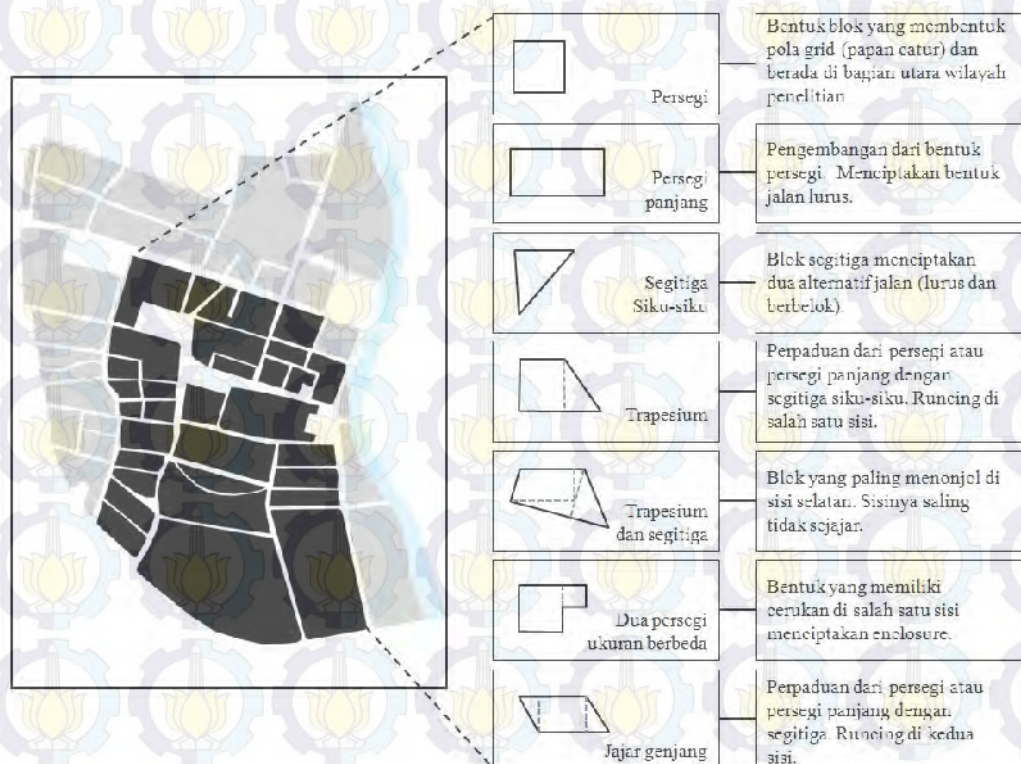 Persegi
Bentuk blok yang membentuk
pola grid (papan catur) dan
berada di bagian utara wilayah
penelitian
Persegi
panjang
Pengembangan dari bentuk
persegi. Menciptakan bentuk
jalan lurus.
Segitiga
Siku-siku
Blok segitiga menciptakan
dua alternatif jalan (lurus dan
berbelok)
Trapesium
Perpaduan dari persegi atau
persegi panjang dengan
segitiga siku-siku. Runcing di
salah satu sisi.
Trapesium
dan segitiga
Blok yang paling menonjol di
sisi selatan. Sisinya saling
tidak sejajar.
Dua persegi
ukuran berbeda
Bentuk yang memiliki
cerukan di salah satu sisi
menciptakan enclosure.
Jajar genjang
Perpaduan dari persegi atau
persegi panjang dengan
segitiga. Runcing di kedua
sisi.